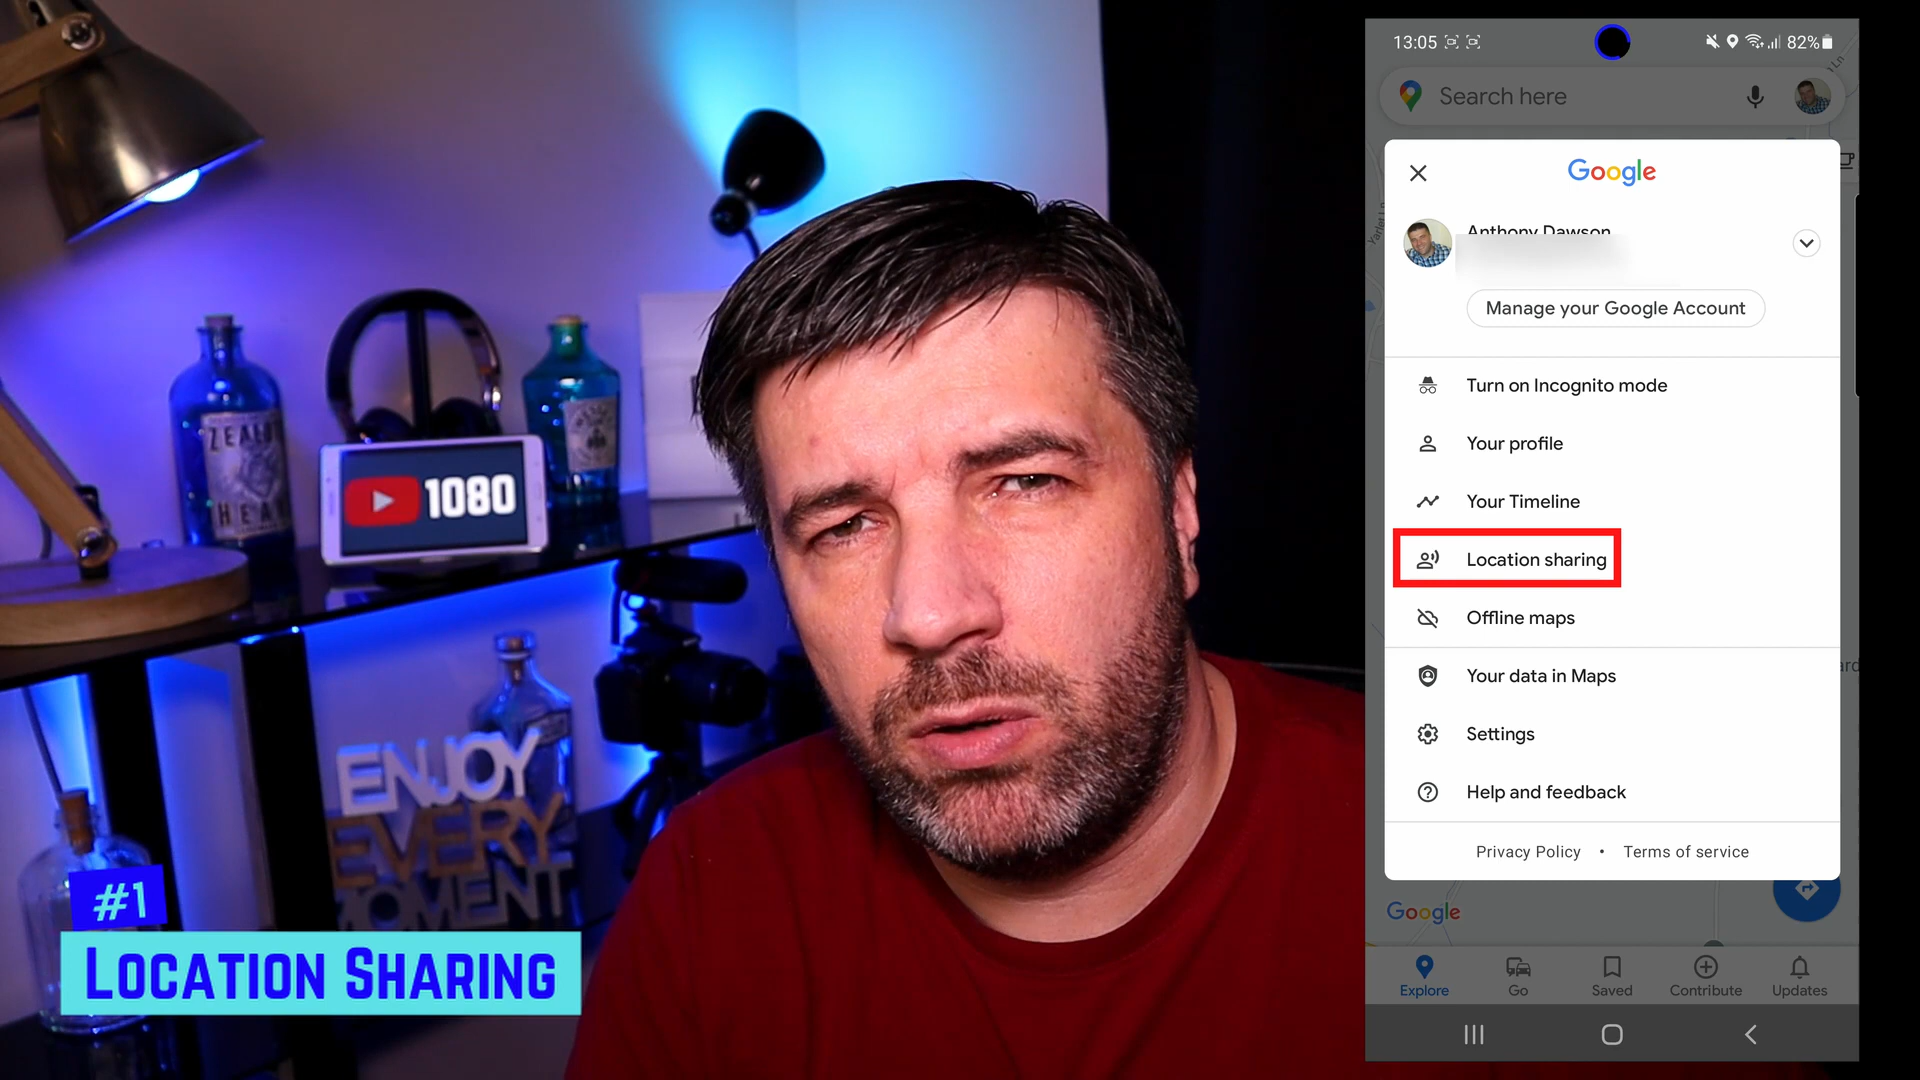 ZEALOT
HEA
1080
ENJOY
EVERY
MOMENT
#1
LOCATION SHARING
13:05
82%
Search here
Google
Anthony Dawson
Manage your Google Account
Turn on Incognito mode
Your profile
Your Timeline
Location sharing
Offline maps
Your data in Maps
Settings
Help and feedback
Privacy Policy • Terms of service
Google
Explore Go Saved Contribute Updates